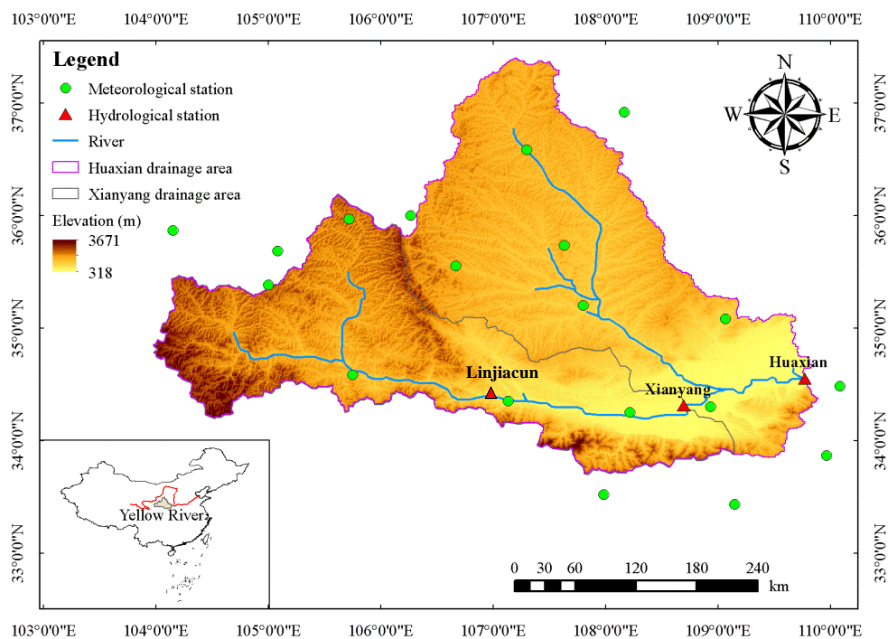 103°0'0"E 104°0'0"E 105°0'0"E 106°0'0"E 107°0'0"E 108°0'0"E 109°0'0"E 110°0'0"E
Legend
Meteorological station
Hydrological station
River
Huaxian drainage area
Xianyang drainage area
Elevation (m)
3671
318
N
W E
S
37°0'0"N
36°0'0"N
35°0'0"N
34°0'0"N
33°0'0"N
37°0'0"N
36°0'0"N
35°0'0"N
34°0'0"N
33°0'0"N
Linjiacun
Xianyang
Huaxian
Yellow River
0 30 60 120 180 240
km
103°0'0"E 104°0'0"E 105°0'0"E 106°0'0"E 107°0'0"E 108°0'0"E 109°0'0"E 110°0'0"E